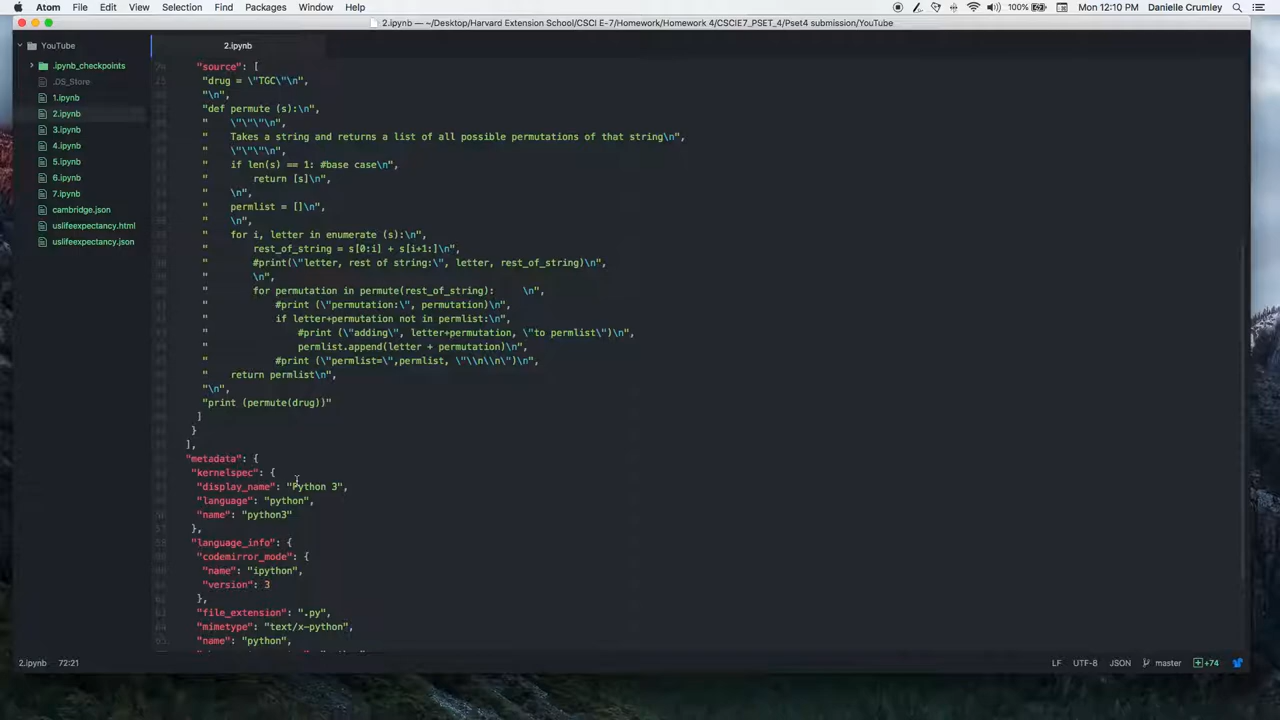 Atom File Edit View Selection Find Packages Window Help 100% Mon 12:10 PM Danielle Crumley
2.ipynb — ~/Desktop/Harvard Extension School/CSCI E-7/Homework/Homework 4/CSCIE7_PSET_4/Pset4 submission/YouTube
YouTube
.ipynb_checkpoints
.DS_Store
1.ipynb
2.ipynb
3.ipynb
4.ipynb
5.ipynb
6.ipynb
7.ipynb
cambridge.json
uslifeexpectancy.html
uslifeexpectancy.json
2.ipynb
"source": [
"drug = \"TGC\"\n",
"\n",
"def permute (s):\n",
"    \"\"\"\n",
"    Takes a string and returns a list of all possible permutations of that string\n",
"    \"\"\"\n",
"    if len(s) == 1: #base case\n",
"        return [s]\n",
"    \n",
"    permlist = []\n",
"    \n",
"    for i, letter in enumerate (s):\n",
"        rest_of_string = s[0:i] + s[i+1:]\n",
"        #print(\"letter, rest of string:\", letter, rest_of_string)\n",
"        \n",
"        for permutation in permute(rest_of_string):     \n",
"            #print (\"permutation:\", permutation)\n",
"            if letter+permutation not in permlist:\n",
"                #print (\"adding\", letter+permutation, \"to permlist\")\n",
"                permlist.append(letter + permutation)\n",
"            #print (\"permlist=\",permlist, \"\\n\\n\")\n",
"    return permlist\n",
"\n",
"print (permute(drug))"
]
}
],
"metadata": {
"kernelspec": {
"display_name": "Python 3",
"language": "python",
"name": "python3"
},
"language_info": {
"codemirror_mode": {
"name": "ipython",
"version": 3
},
"file_extension": ".py",
"mimetype": "text/x-python",
"name": "python",
2.ipynb 72:21 LF UTF-8 JSON master +74